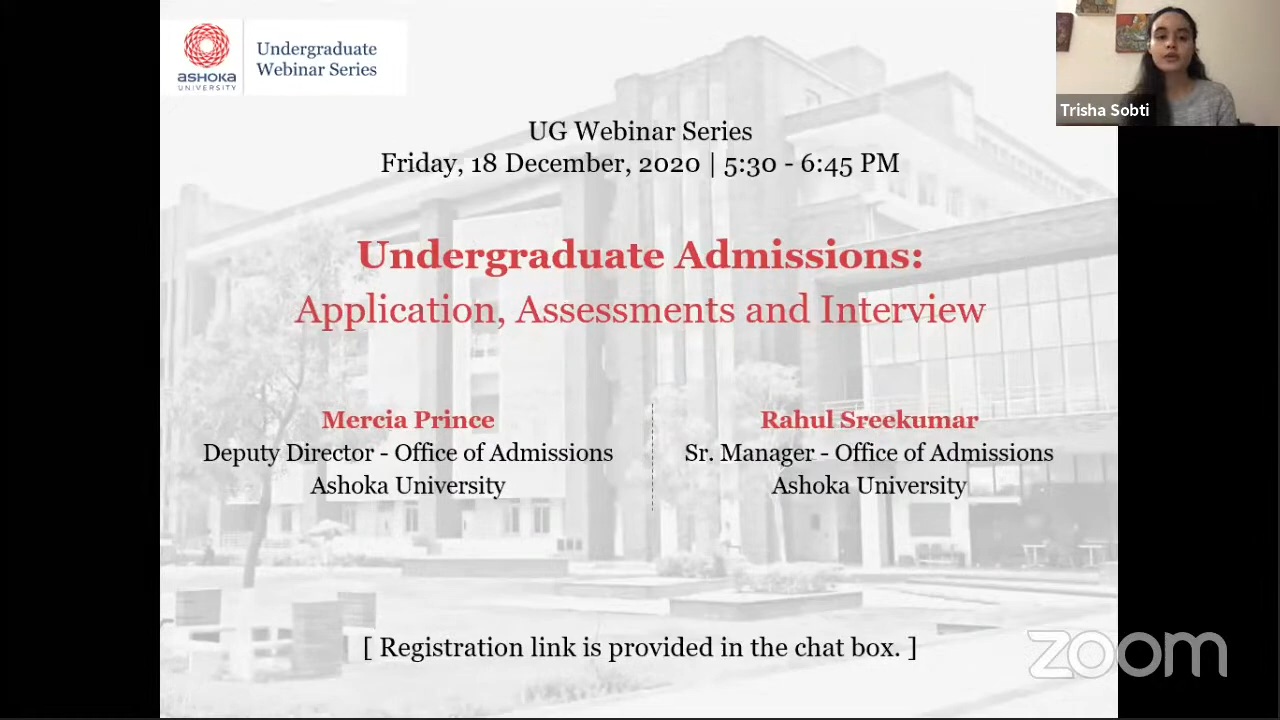 ASHOKA
UNIVERSITY
Undergraduate
Webinar Series
Trisha Sobti
UG Webinar Series
Friday, 18 December, 2020 | 5:30 - 6:45 PM
Undergraduate Admissions:
Application, Assessments and Interview
Mercia Prince
Deputy Director - Office of Admissions
Ashoka University
Rahul Sreekumar
Sr. Manager - Office of Admissions
Ashoka University
[ Registration link is provided in the chat box. ]
zoom